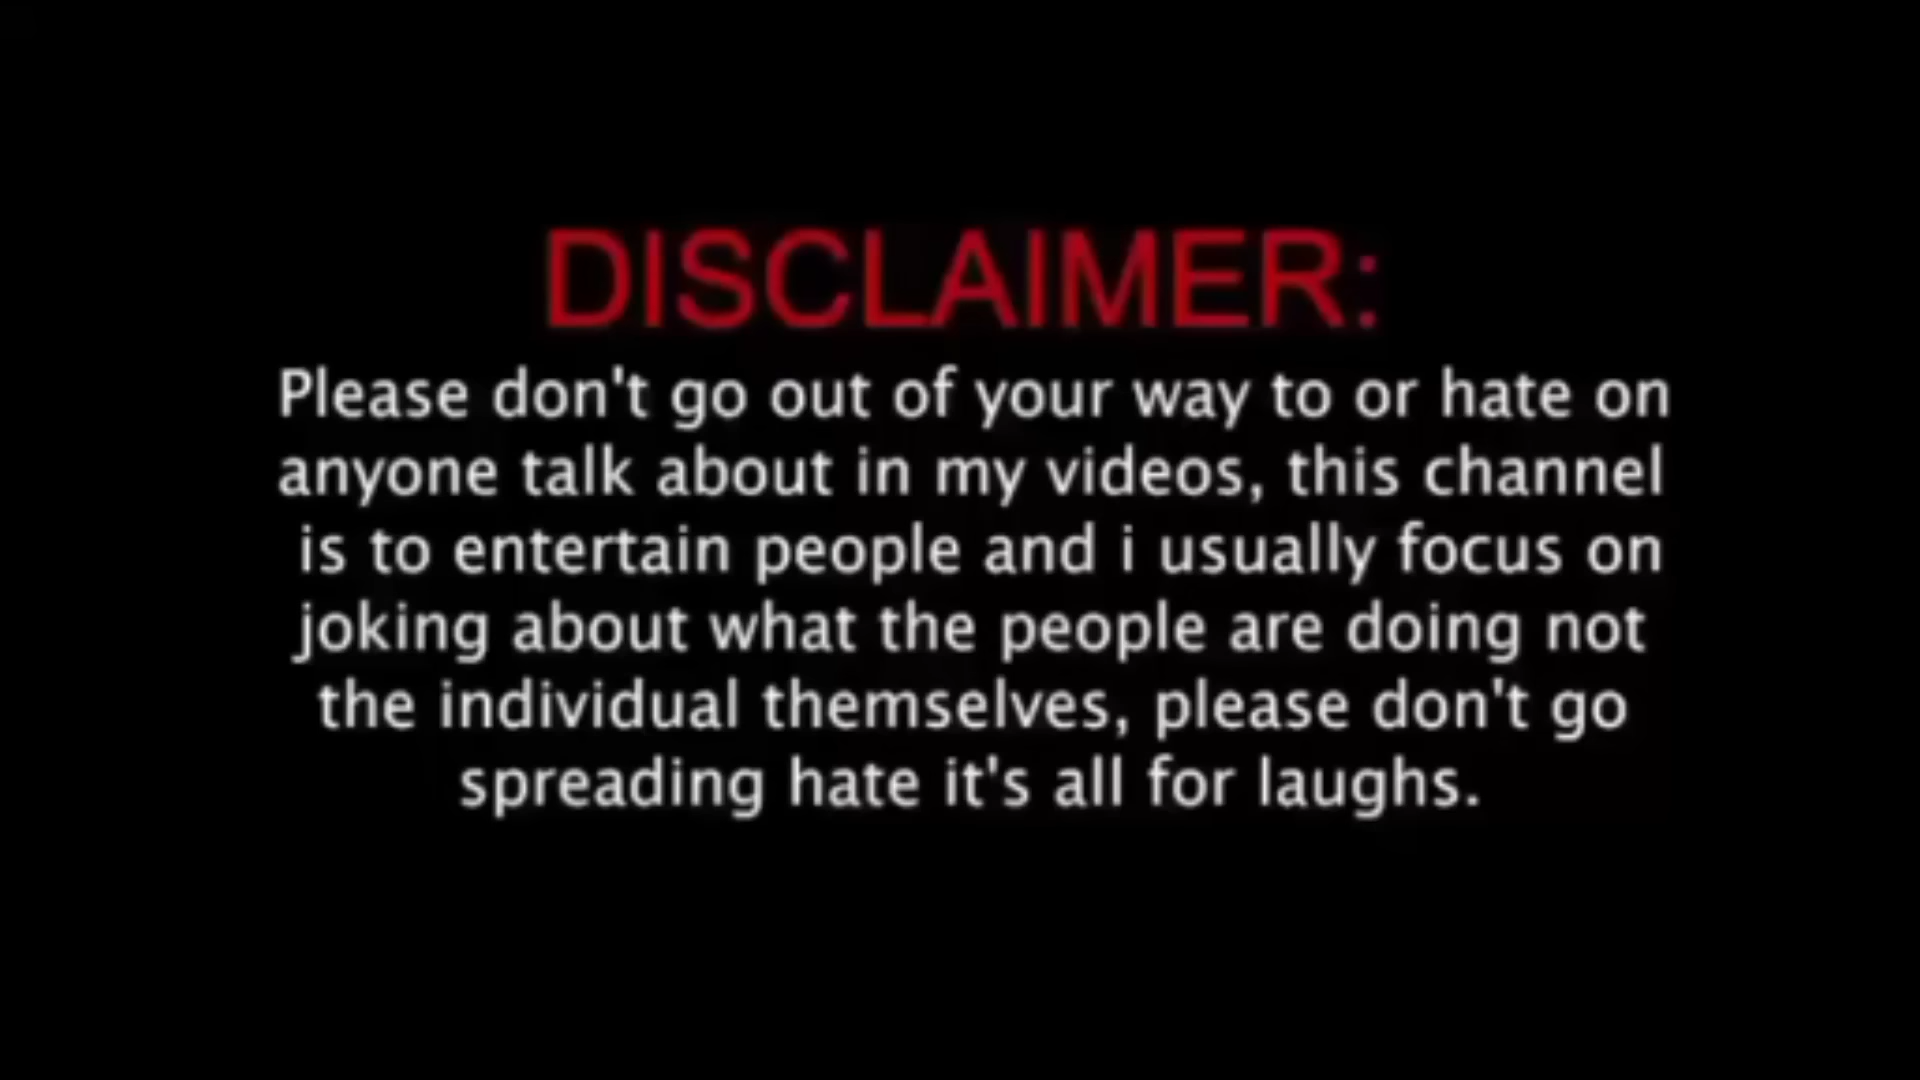 DISCLAIMER:
Please don't go out of your way to or hate on
anyone talk about in my videos, this channel
is to entertain people and i usually focus on
joking about what the people are doing not
the individual themselves, please don't go
spreading hate it's all for laughs.